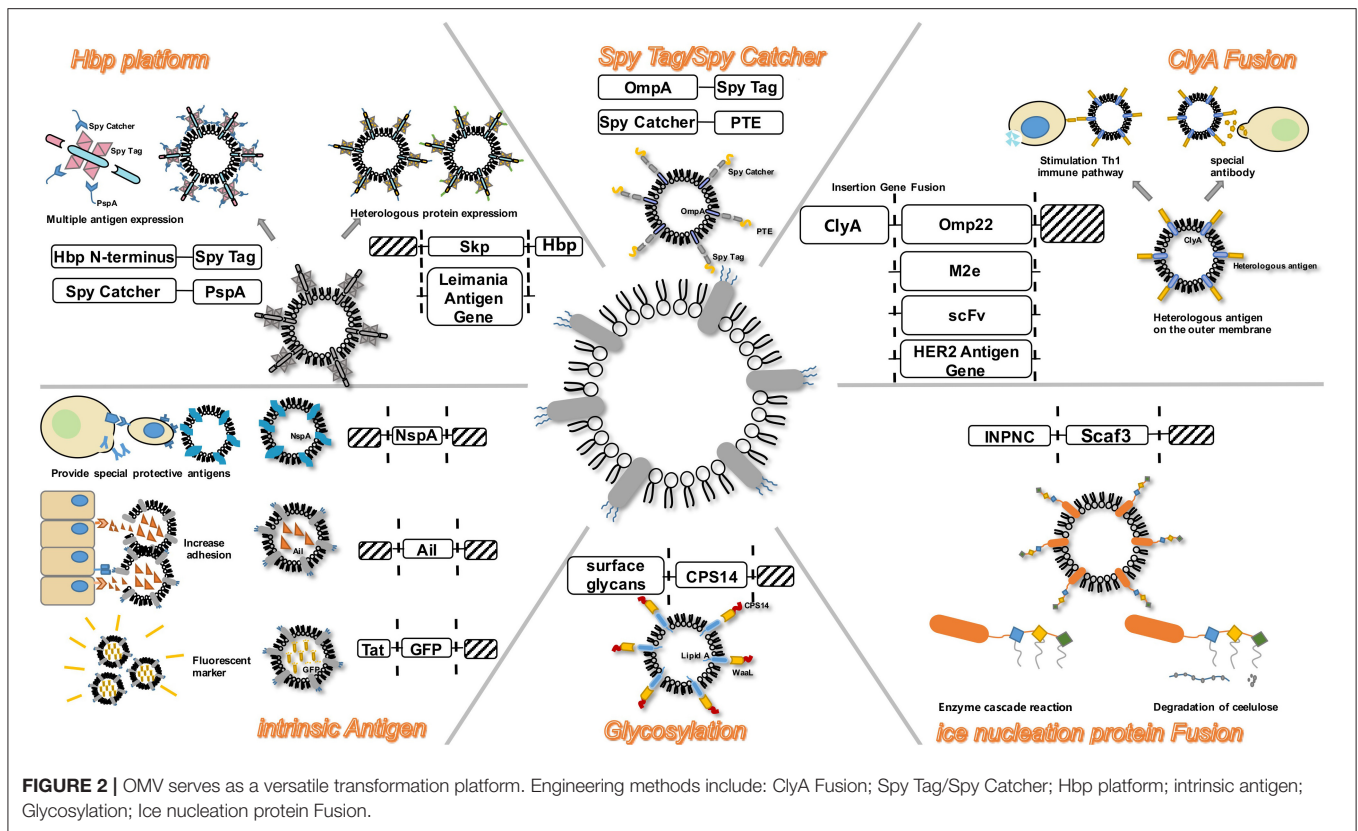 Hbp platform
Spy Catcher
Spy Tag
PspA
Multiple antigen expression
Heterologous protein expressiom
Hbp N-terminus
Spy Tag
Spy Catcher
PspA
Skp
Hbp
Leimania
Antigen
Gene
Spy Tag/Spy Catcher
OmpA
Spy Tag
Spy Catcher
PTE
Spy Catcher
OmpA
PTE
Spy Tag
ClyA Fusion
Stimulation Th1
immune pathway
special
antibody
Insertion Gene Fusion
ClyA
Omp22
M2e
scFv
HER2 Antigen
Gene
ClyA
Heterologous antigen
Heterologous antigen
on the outer membrane
NspA
NspA
Provide special protective antigens
Increase
adhesion
Ail
Ail
Fluorescent
marker
GFP
Tat
GFP
intrinsic Antigen
surface
glycans
CPS14
CPS14
Lipid A
WaaL
Glycosylation
INPNC
Scaf3
Enzyme cascade reaction
Degradation of ceelulose
ice nucleation protein Fusion
FIGURE 2 | OMV serves as a versatile transformation platform. Engineering methods include: ClyA Fusion; Spy Tag/Spy Catcher; Hbp platform; intrinsic antigen;
Glycosylation; Ice nucleation protein Fusion.